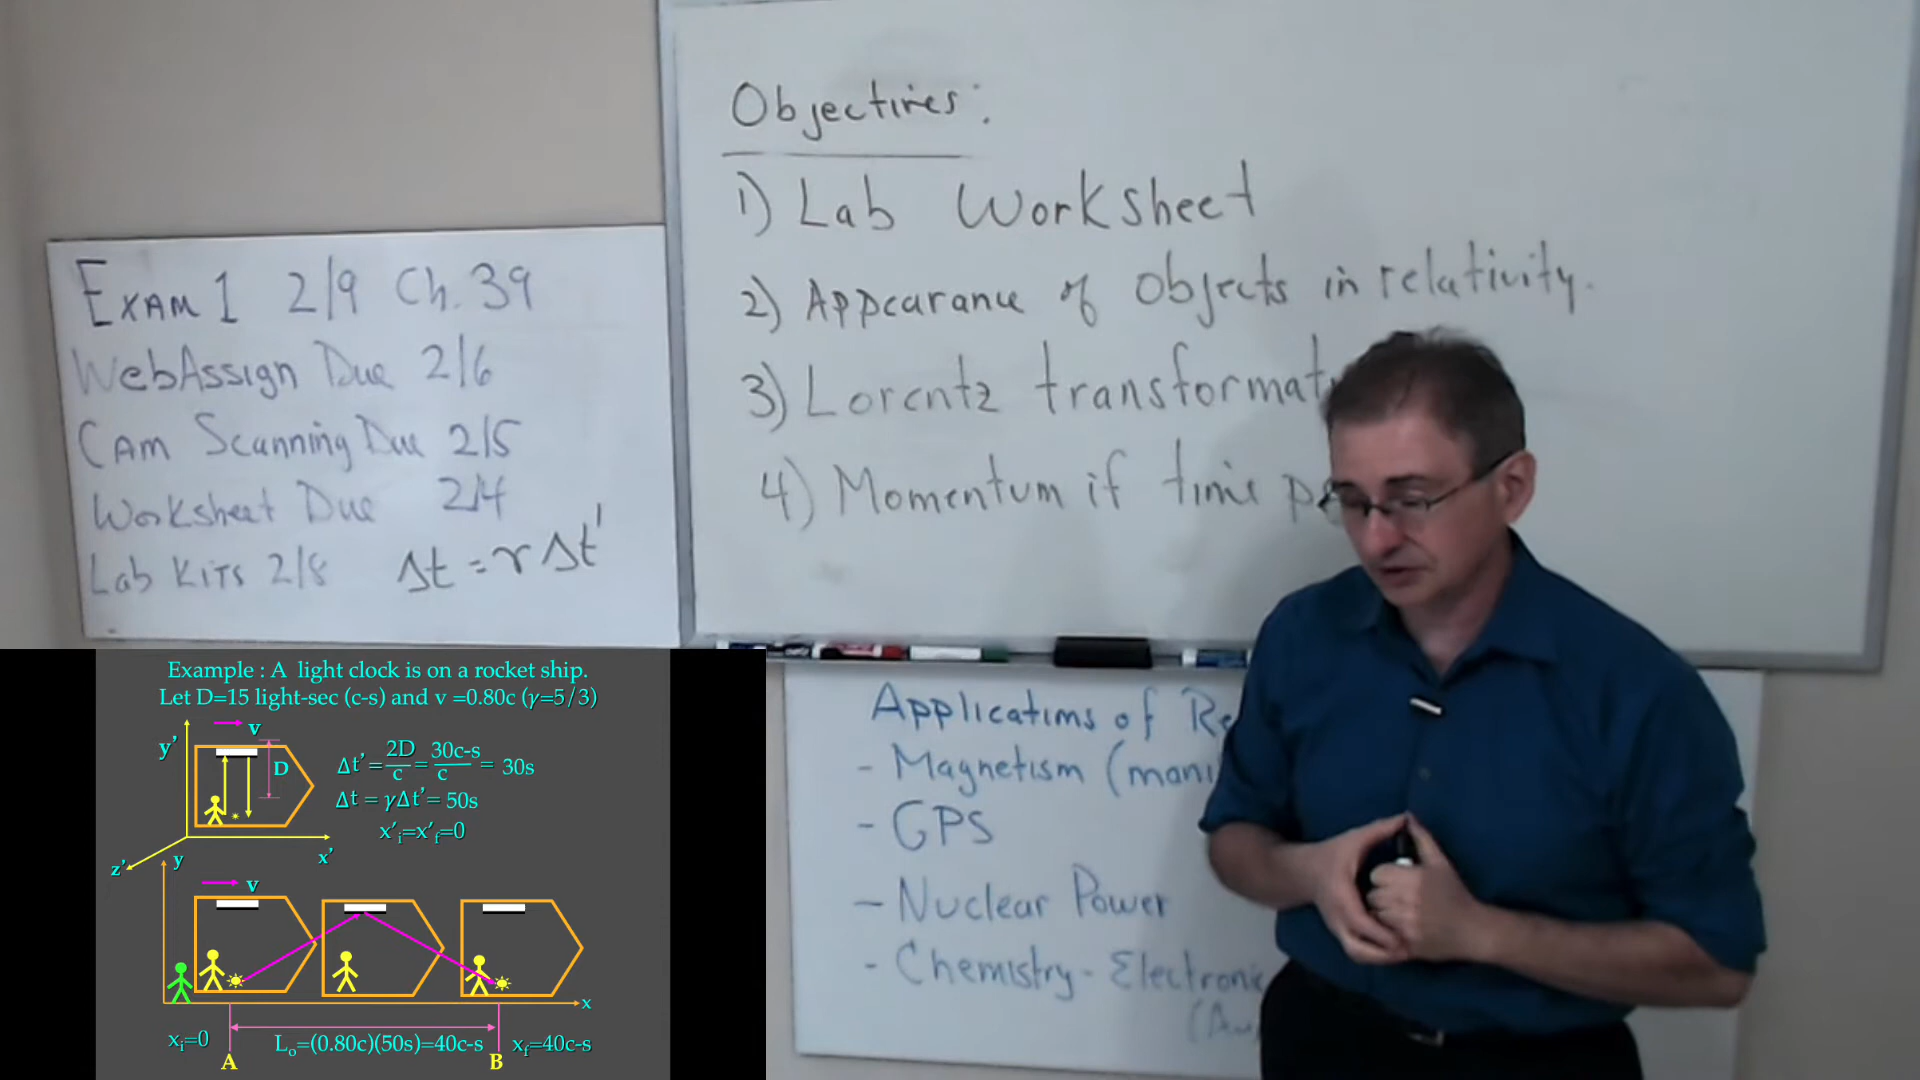 Objectives:
1) Lab Worksheet
2) Appearance of Objects in relativity.
3) Lorentz
4) Momentum if time
Exam 1 2/9 Ch. 39
WebAssign Due 2/6
Cam Scanning Due 2/5
Worksheet Due 2/4
Lab Kits 2/8 Δt = γΔt'
Applications of
- Magnetism
- GPS
- Nuclear Power
- Chemistry -
Example : A light clock is on a rocket ship.
Let D=15 light-sec (c-s) and v =0.80c (γ=5/3)
v
y'
D
Δt' = 2D/c = 30c-s/c = 30s
Δt = γΔt' = 50s
x'i=x'f=0
x'
z'
y
v
x
xi=0
Lo=(0.80c)(50s)=40c-s
xf=40c-s
A
B